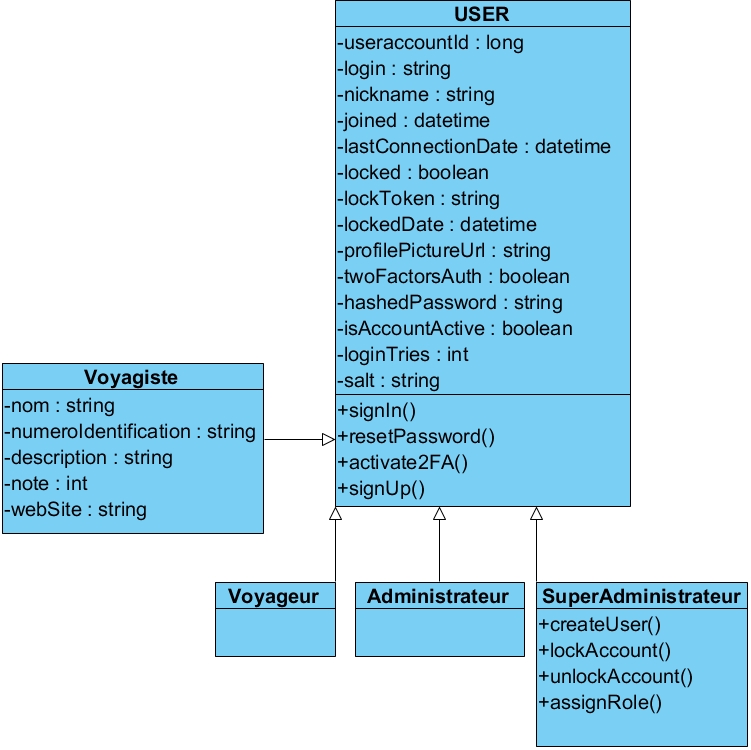 USER
-useraccountId : long
-login : string
-nickname : string
-joined : datetime
-lastConnectionDate : datetime
-locked : boolean
-lockToken : string
-lockedDate : datetime
-profilePictureUrl : string
-twoFactorsAuth : boolean
-hashedPassword : string
-isAccountActive : boolean
-loginTries : int
-salt : string
+signIn()
+resetPassword()
+activate2FA()
+signUp()
Voyagiste
-nom : string
-numeroIdentification : string
-description : string
-note : int
-webSite : string
Voyageur
Administrateur
SuperAdministrateur
+createUser()
+lockAccount()
+unlockAccount()
+assignRole()